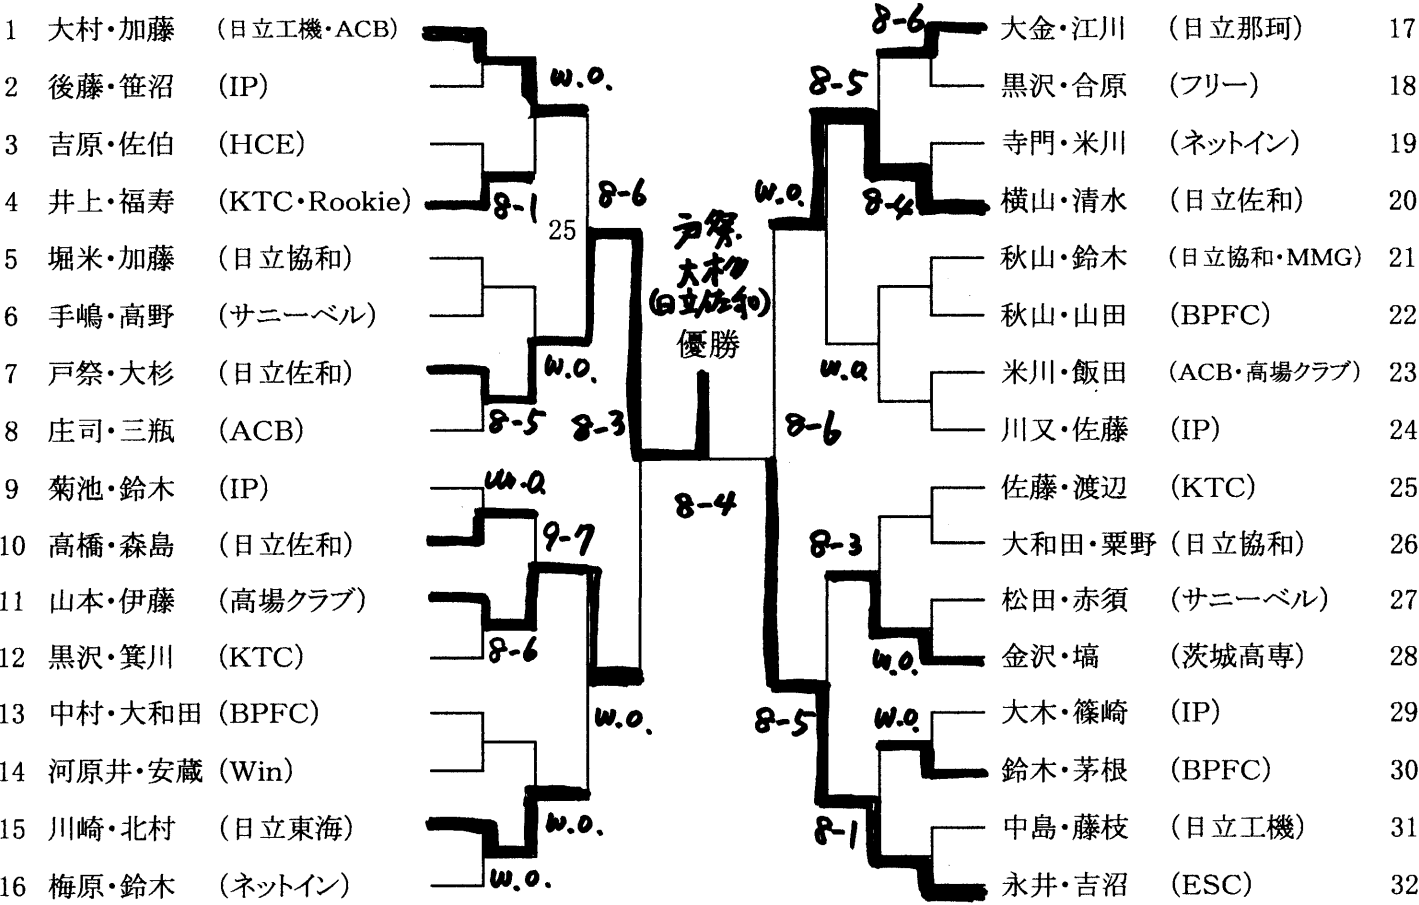 1 大村・加藤 (日立工機・ACB)
2 後藤・笹沼 (IP)
3 吉原・佐伯 (HCE)
4 井上・福寿 (KTC・Rookie)
5 堀米・加藤 (日立協和)
6 手嶋・高野 (サニーベル)
7 戸祭・大杉 (日立佐和)
8 庄司・三瓶 (ACB)
9 菊池・鈴木 (IP)
10 高橋・森島 (日立佐和)
11 山本・伊藤 (高場クラブ)
12 黒沢・箕川 (KTC)
13 中村・大和田 (BPFC)
14 河原井・安蔵 (Win)
15 川崎・北村 (日立東海)
16 梅原・鈴木 (ネットイン)
W.O.
8-1
25
8-6
W.O.
8-5
8-3
W.O.
9-7
8-6
W.O.
W.O.
W.O.
戸祭
大杉
(日立佐和)
優勝
8-4
8-6
8-5
W.O.
8-4
W.O.
8-6
8-3
W.O.
8-5
W.O.
8-1
大金・江川 (日立那珂) 17
黒沢・合原 (フリー) 18
寺門・米川 (ネットイン) 19
横山・清水 (日立佐和) 20
秋山・鈴木 (日立協和・MMG) 21
秋山・山田 (BPFC) 22
米川・飯田 (ACB・高場クラブ) 23
川又・佐藤 (IP) 24
佐藤・渡辺 (KTC) 25
大和田・粟野 (日立協和) 26
松田・赤須 (サニーベル) 27
金沢・塙 (茨城高専) 28
大木・篠崎 (IP) 29
鈴木・茅根 (BPFC) 30
中島・藤枝 (日立工機) 31
永井・吉沼 (ESC) 32